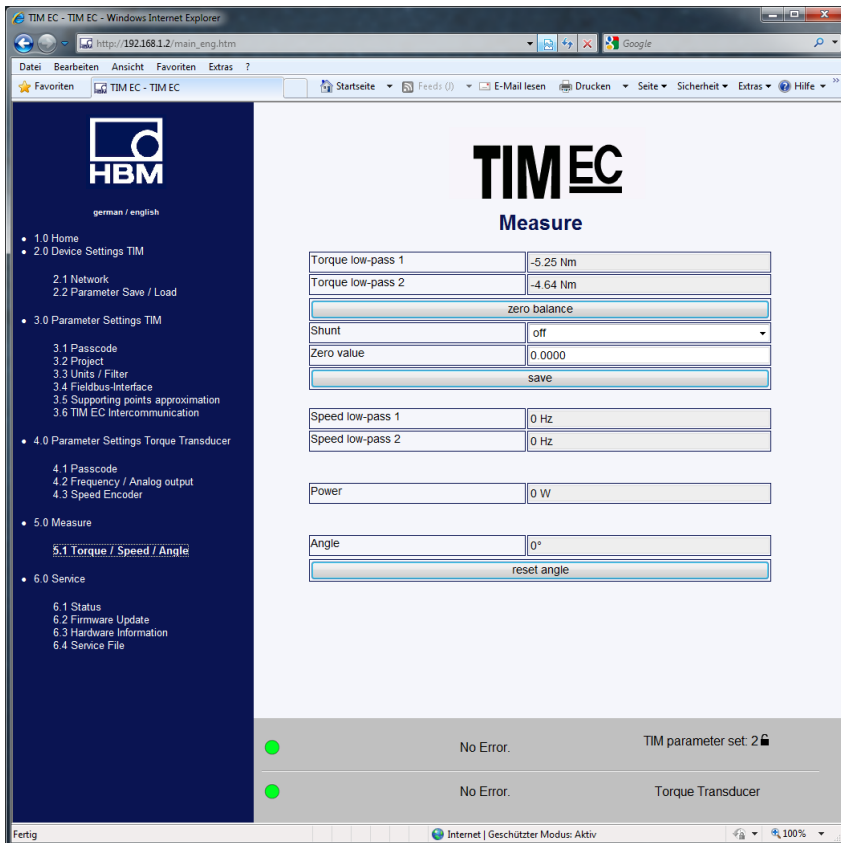 TIM EC - TIM EC - Windows Internet Explorer
http://192.168.1.2/main_eng.htm
Google
Datei Bearbeiten Ansicht Favoriten Extras ?
Favoriten TIM EC - TIM EC Startseite Feeds (J) E-Mail lesen Drucken Seite Sicherheit Extras Hilfe »
HBM
german / english
• 1.0 Home
• 2.0 Device Settings TIM
2.1 Network
2.2 Parameter Save / Load
• 3.0 Parameter Settings TIM
3.1 Passcode
3.2 Project
3.3 Units / Filter
3.4 Fieldbus-Interface
3.5 Supporting points approximation
3.6 TIM EC Intercommunication
• 4.0 Parameter Settings Torque Transducer
4.1 Passcode
4.2 Frequency / Analog output
4.3 Speed Encoder
• 5.0 Measure
5.1 Torque / Speed / Angle
• 6.0 Service
6.1 Status
6.2 Firmware Update
6.3 Hardware Information
6.4 Service File
TIM EC
Measure
Torque low-pass 1 -5.25 Nm
Torque low-pass 2 -4.64 Nm
zero balance
Shunt off
Zero value 0.0000
save
Speed low-pass 1 0 Hz
Speed low-pass 2 0 Hz
Power 0 W
Angle 0°
reset angle
No Error. TIM parameter set: 2
No Error. Torque Transducer
Fertig Internet | Geschützter Modus: Aktiv 100%